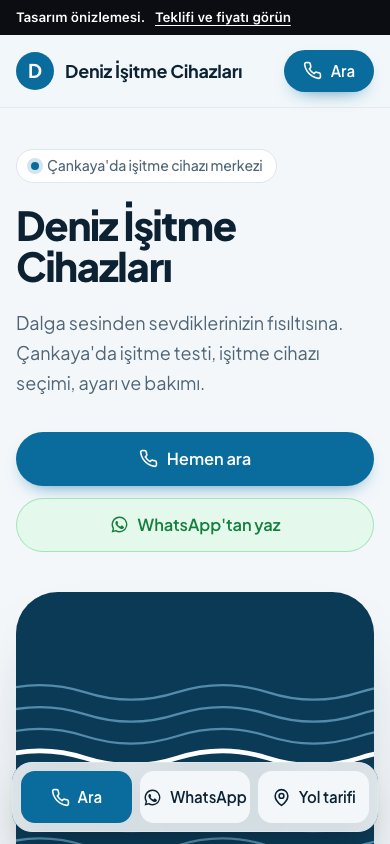 Tasarım önizlemesi. Teklifi ve fiyatı görün
D Deniz İşitme Cihazları Ara
Çankaya'da işitme cihazı merkezi
Deniz İşitme
Cihazları
Dalga sesinden sevdiklerinizin fısıltısına.
Çankaya'da işitme testi, işitme cihazı
seçimi, ayarı ve bakımı.
Hemen ara
WhatsApp'tan yaz
Ara WhatsApp Yol tarifi